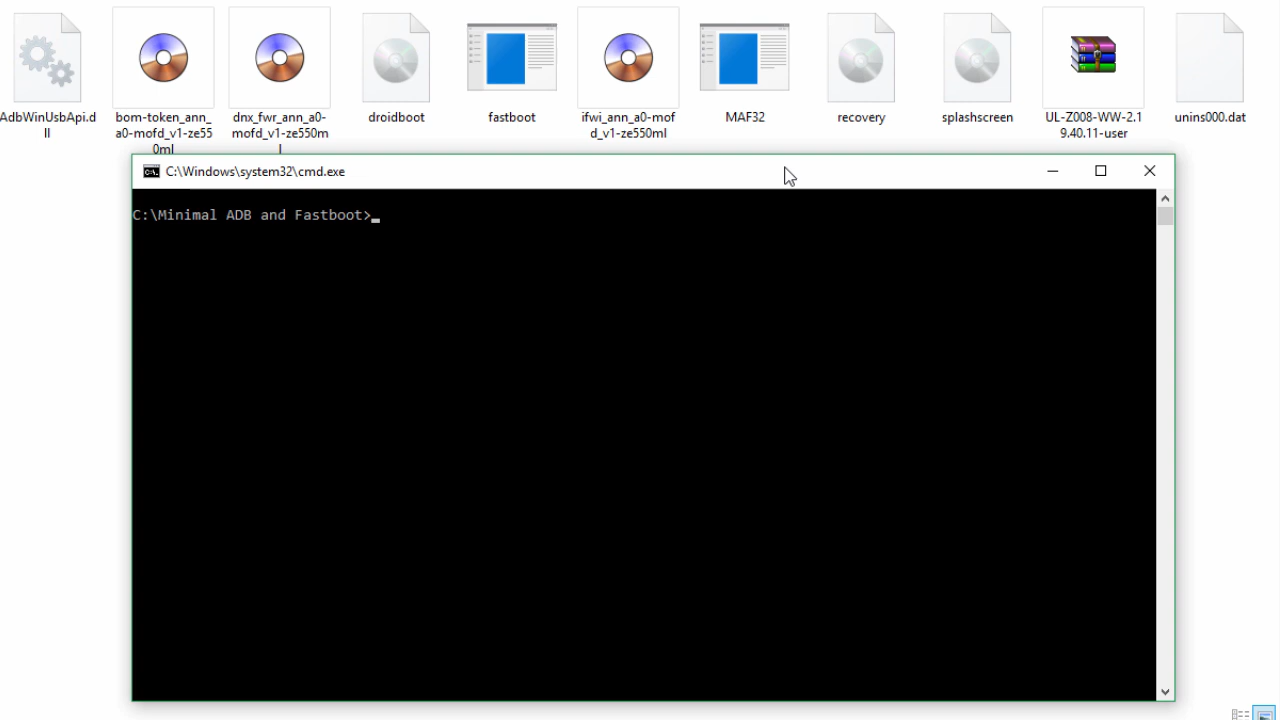 AdbWinUsbApi.d
ll
bom-token_ann_
a0-mofd_v1-ze55
0ml
dnx_fwr_ann_a0-
mofd_v1-ze550m
l
droidboot
fastboot
ifwi_ann_a0-mof
d_v1-ze550ml
MAF32
recovery
splashscreen
UL-Z008-WW-2.1
9.40.11-user
unins000.dat
C:\Windows\system32\cmd.exe
C:\Minimal ADB and Fastboot>_